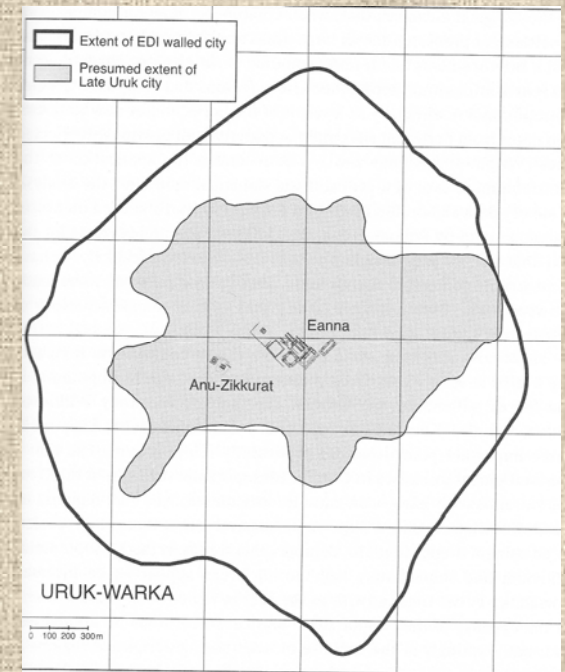 Extent of EDI walled city
Presumed extent of
Late Uruk city
Eanna
Anu-Zikkurat
URUK-WARKA
0 100 200 300m